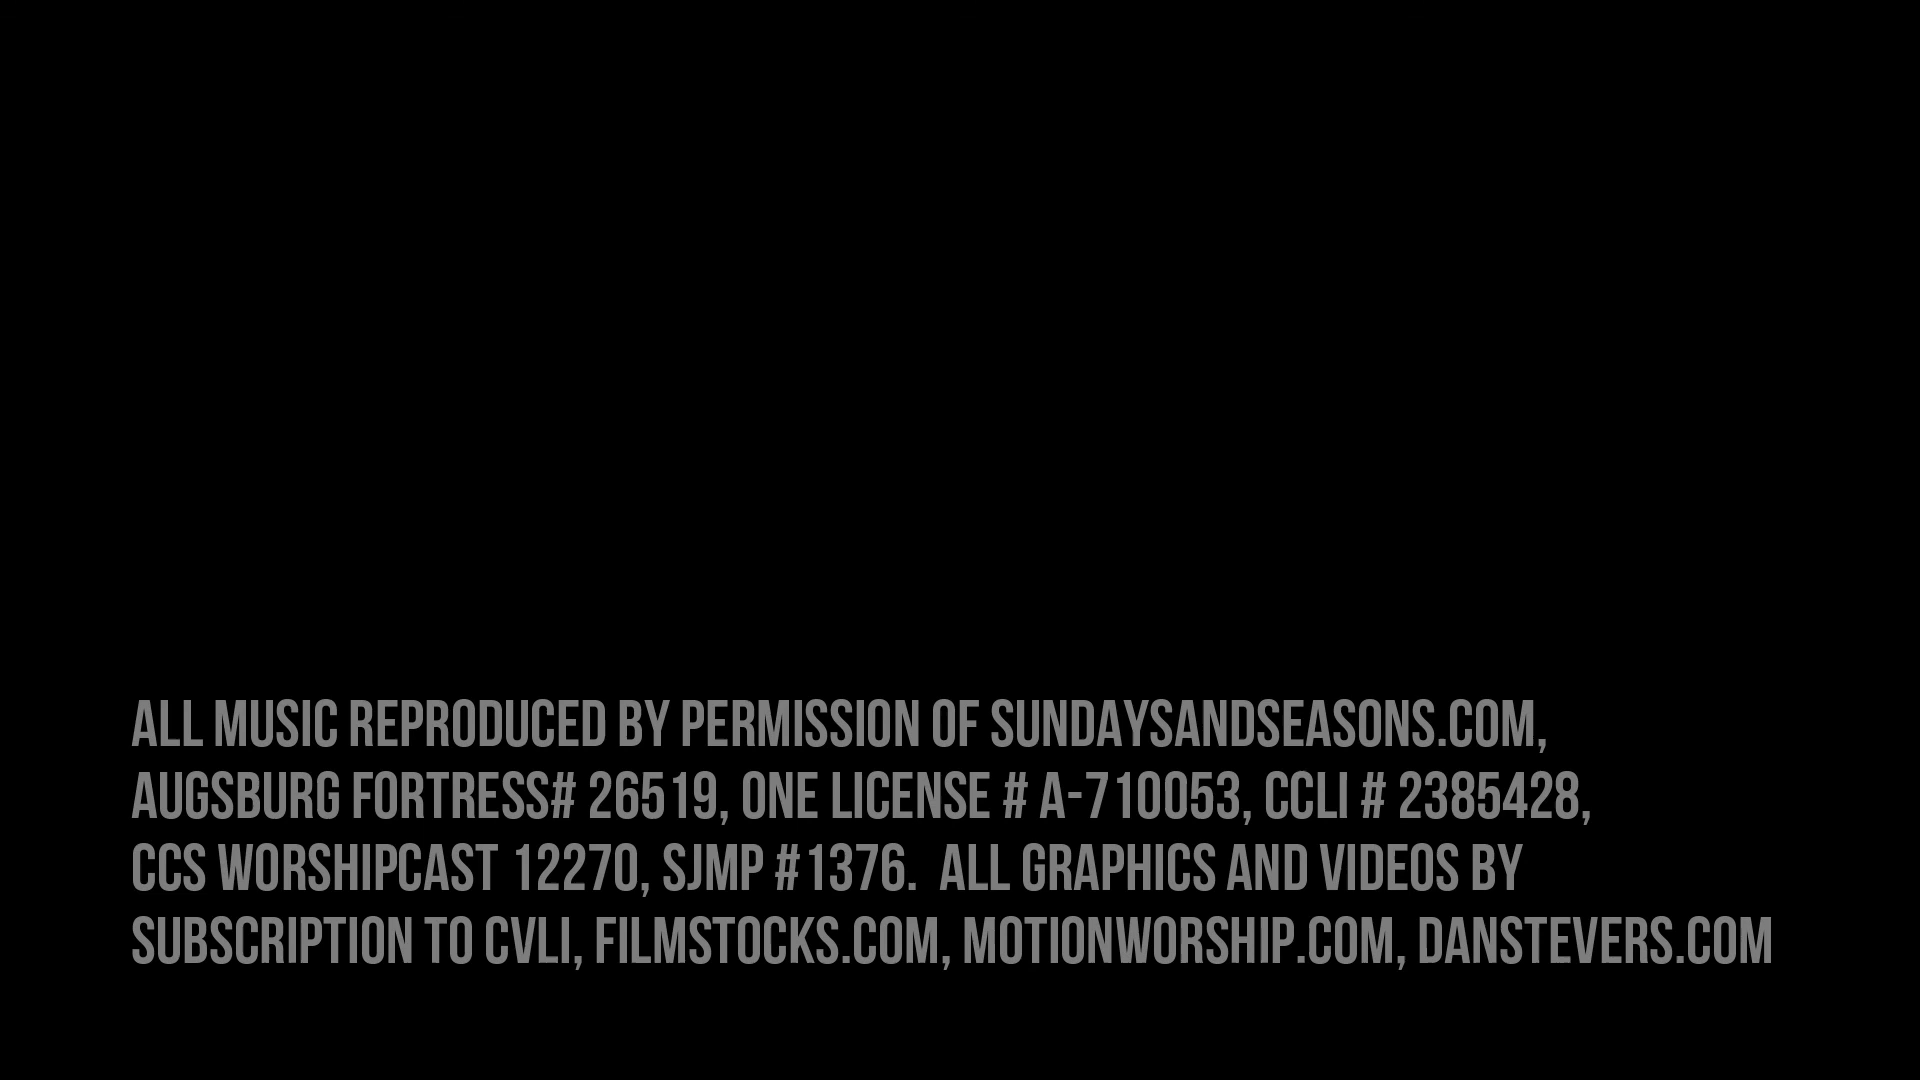 ALL MUSIC REPRODUCED BY PERMISSION OF SUNDAYSANDSEASONS.COM,
AUGSBURG FORTRESS# 26519, ONE LICENSE # A-710053, CCLI # 2385428,
CCS WORSHIPCAST 12270, SJMP #1376.  ALL GRAPHICS AND VIDEOS BY
SUBSCRIPTION TO CVLI, FILMSTOCKS.COM, MOTIONWORSHIP.COM, DANSTEVERS.COM